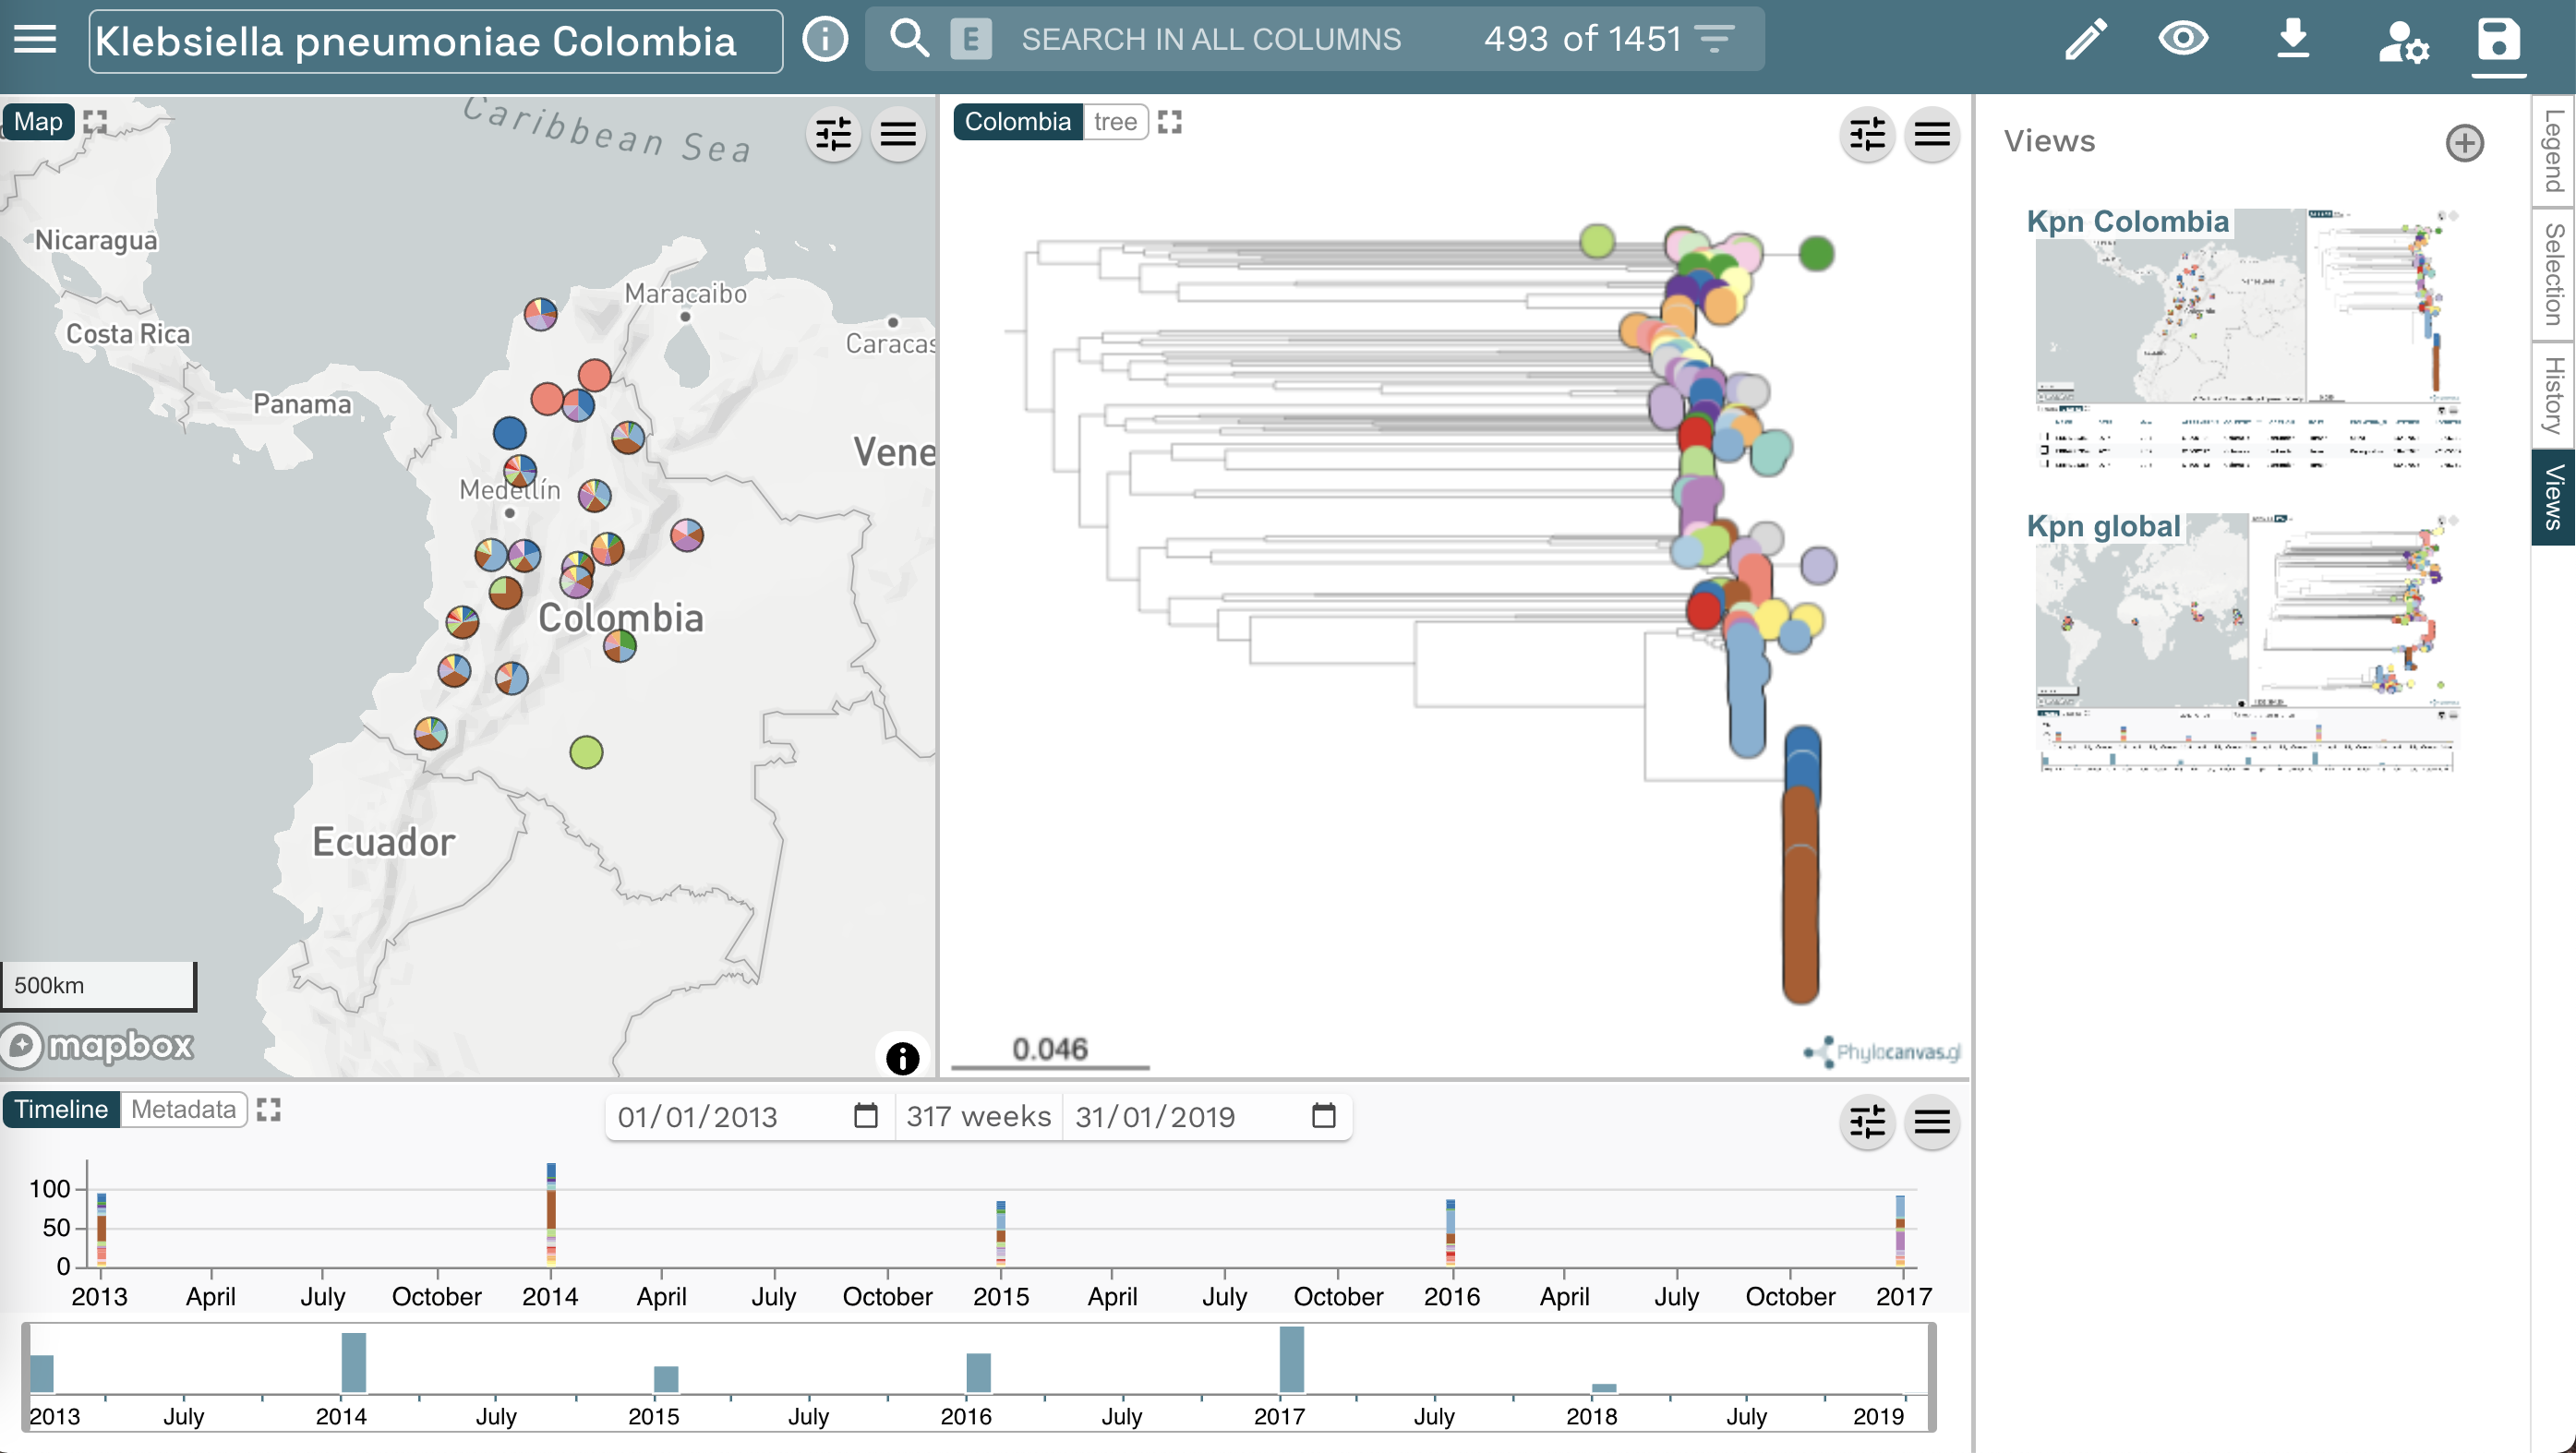 Klebsiella pneumoniae Colombia
E SEARCH IN ALL COLUMNS 493 of 1451
Map
Caribbean Sea
Nicaragua
Costa Rica
Panama
Maracaibo
Caracas
Vene
Medellín
Colombia
Ecuador
500km
mapbox
Colombia tree
0.046
Phylocanvas.gl
Views
Kpn Colombia
Kpn global
Legend
Selection
History
Views
Timeline Metadata
01/01/2013 317 weeks 31/01/2019
100
50
0
2013 April July October 2014 April July October 2015 April July October 2016 April July October 2017
2013 July 2014 July 2015 July 2016 July 2017 July 2018 July 2019